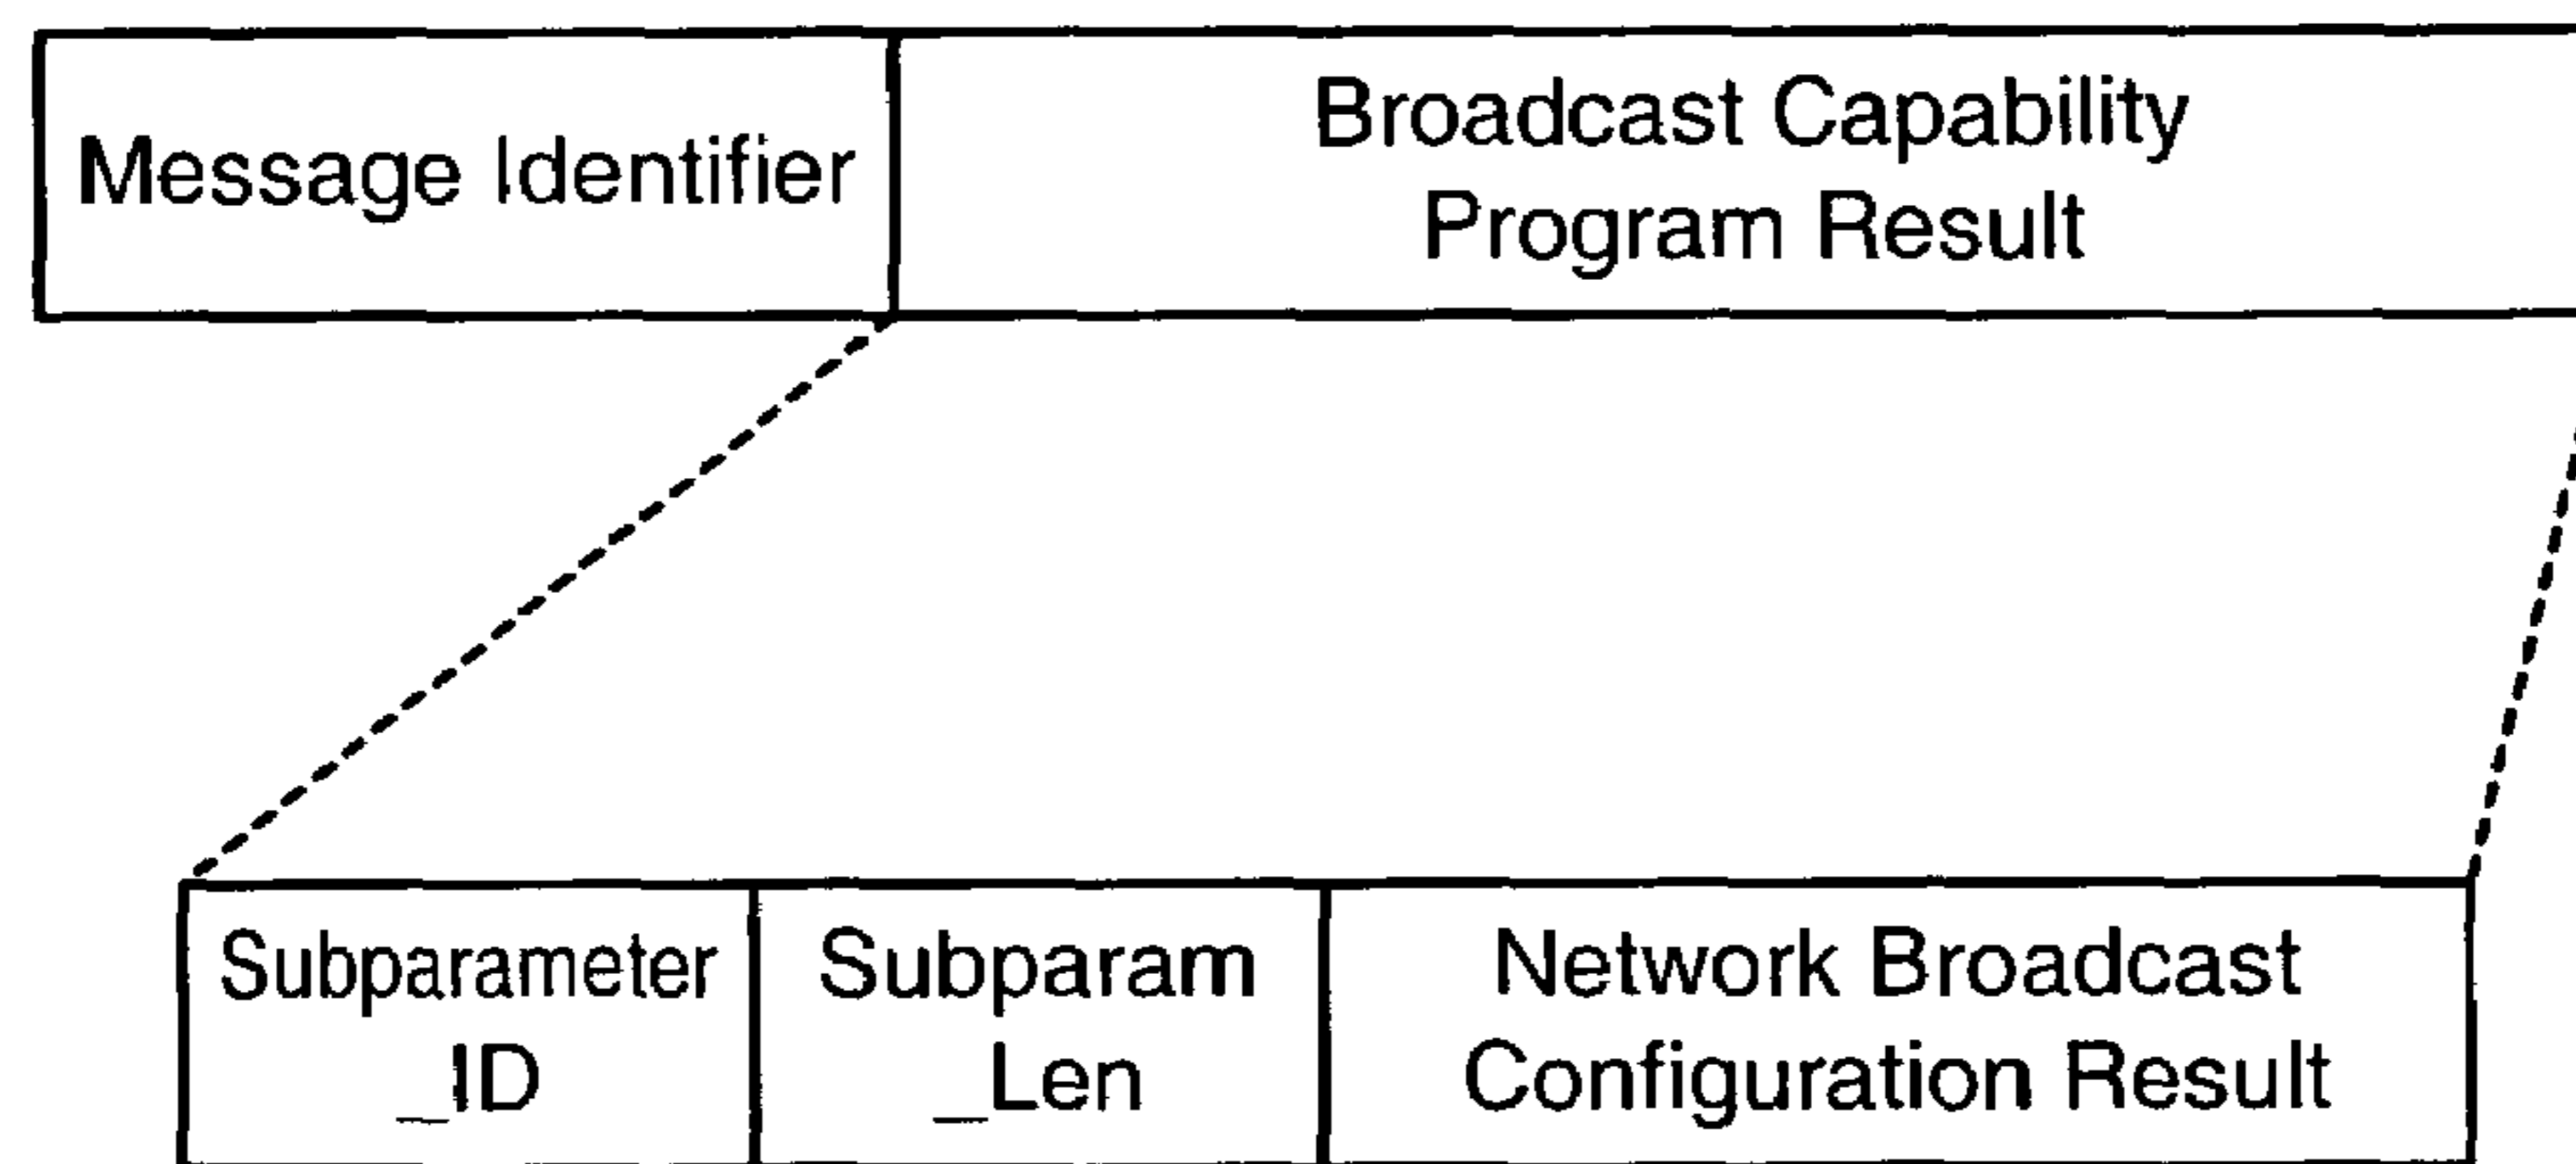 Message Identifier
Broadcast Capability
Program Result
Subparameter
_ID
Subparam
_Len
Network Broadcast
Configuration Result